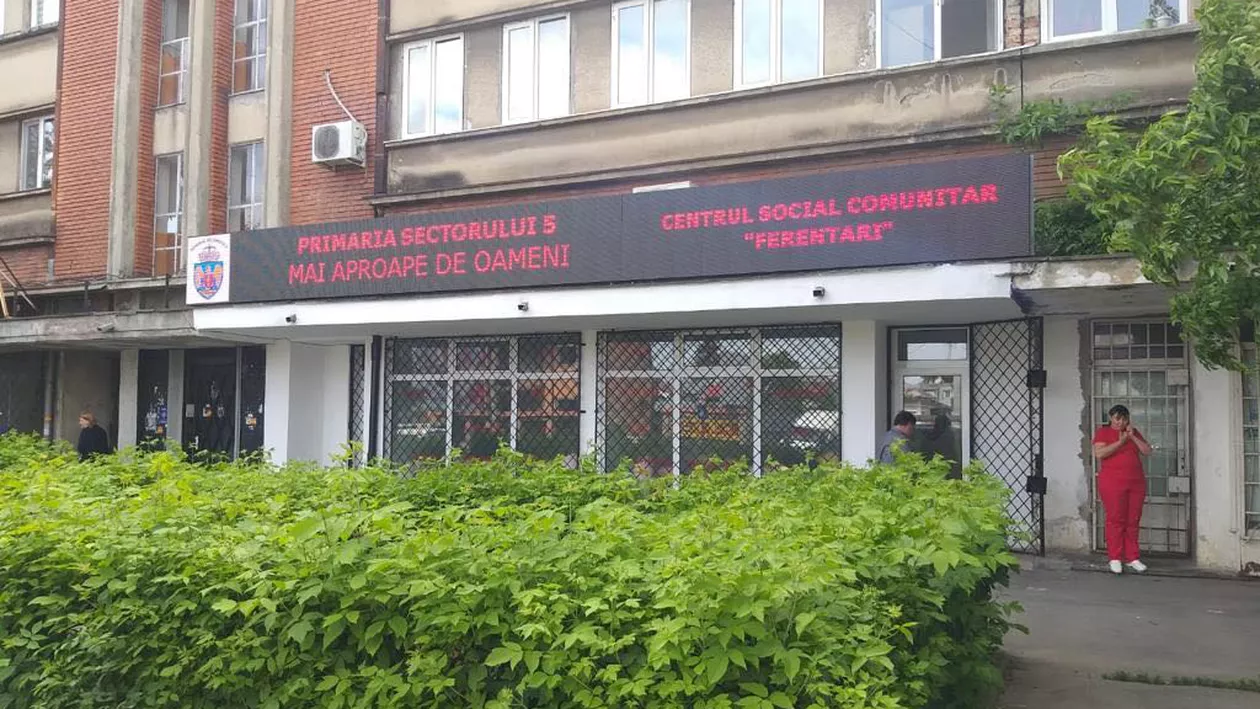 PRIMARIA SECTORULUI 5
MAI APROAPE DE OAMENI
CENTRUL SOCIAL COMUNITAR
"FERENTARI"